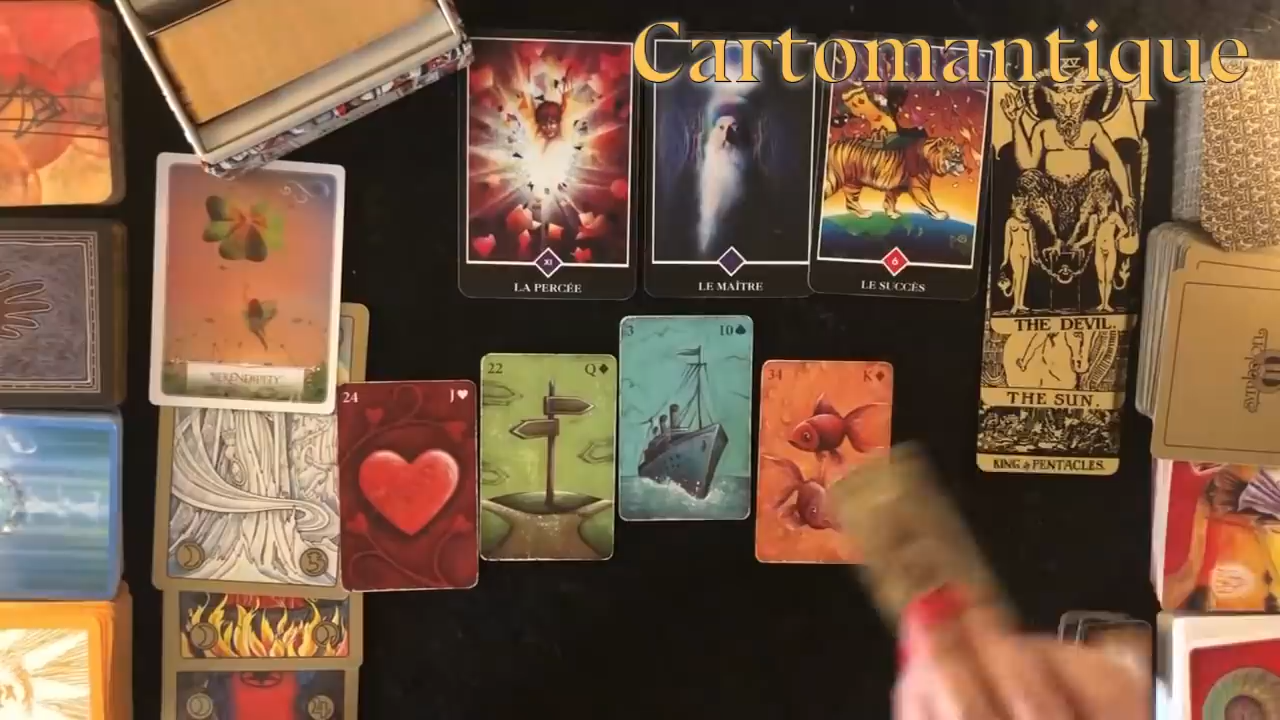 Cartomantique
XI
LA PERCÉE
LE MAÎTRE
6
LE SUCCÈS
XV
THE DEVIL.
THE SUN.
KING of PENTACLES.
SERENDIPITY
24 J
22 Q
3 10
34 K